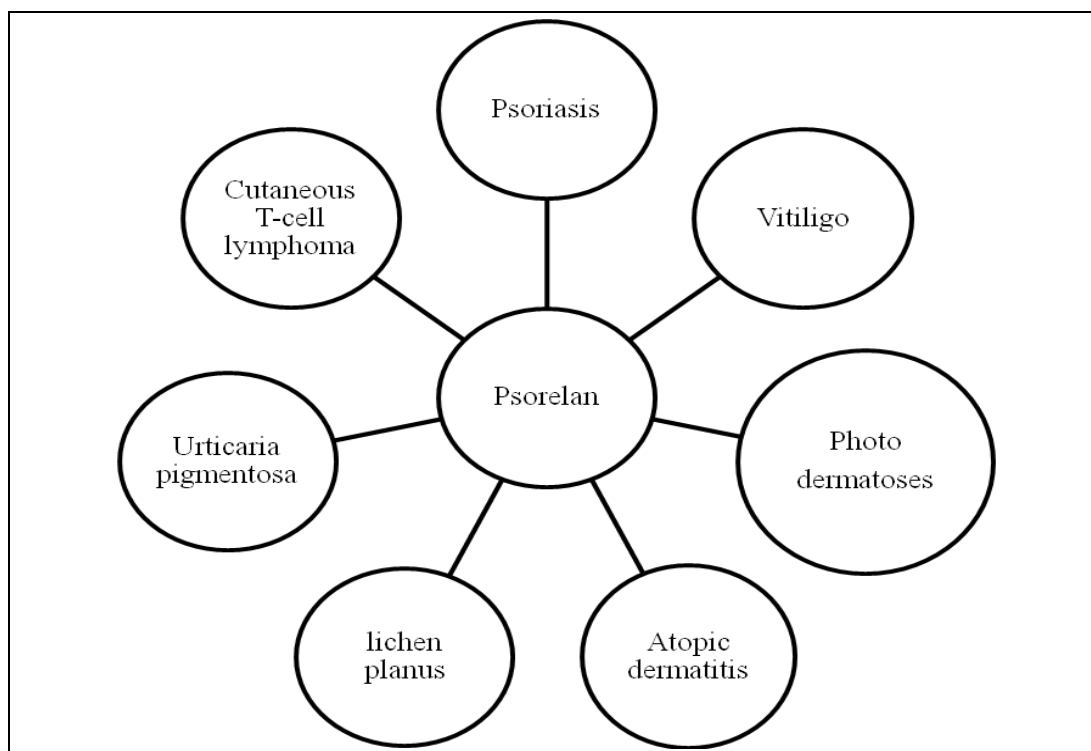 Psoriasis
Vitiligo
Photo
dermatoses
Atopic
dermatitis
lichen
planus
Urticaria
pigmentosa
Cutaneous
T-cell
lymphoma
Psorelan